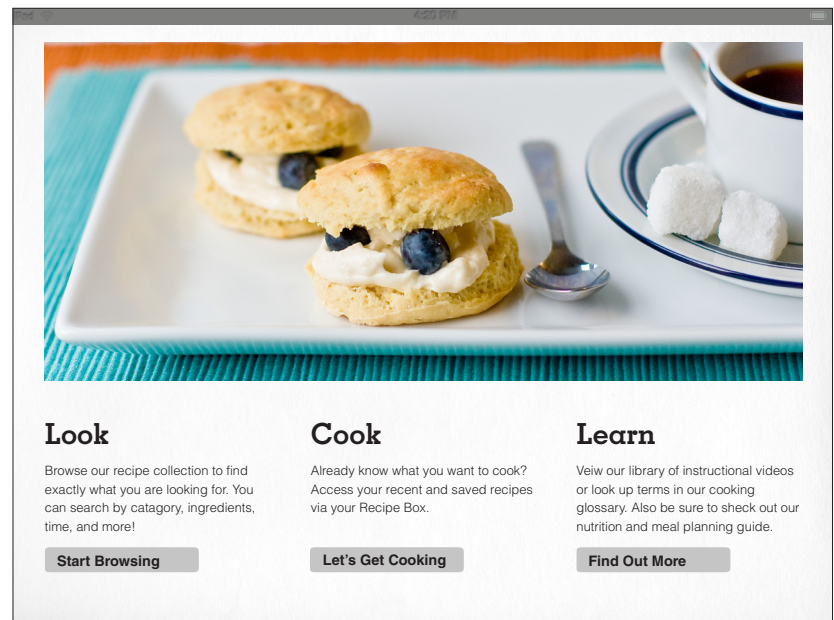 iPad
4:20 PM
Look
Browse our recipe collection to find
exactly what you are looking for. You
can search by catagory, ingredients,
time, and more!
Start Browsing
Cook
Already know what you want to cook?
Access your recent and saved recipes
via your Recipe Box.
Let's Get Cooking
Learn
Veiw our library of instructional videos
or look up terms in our cooking
glossary. Also be sure to sheck out our
nutrition and meal planning guide.
Find Out More